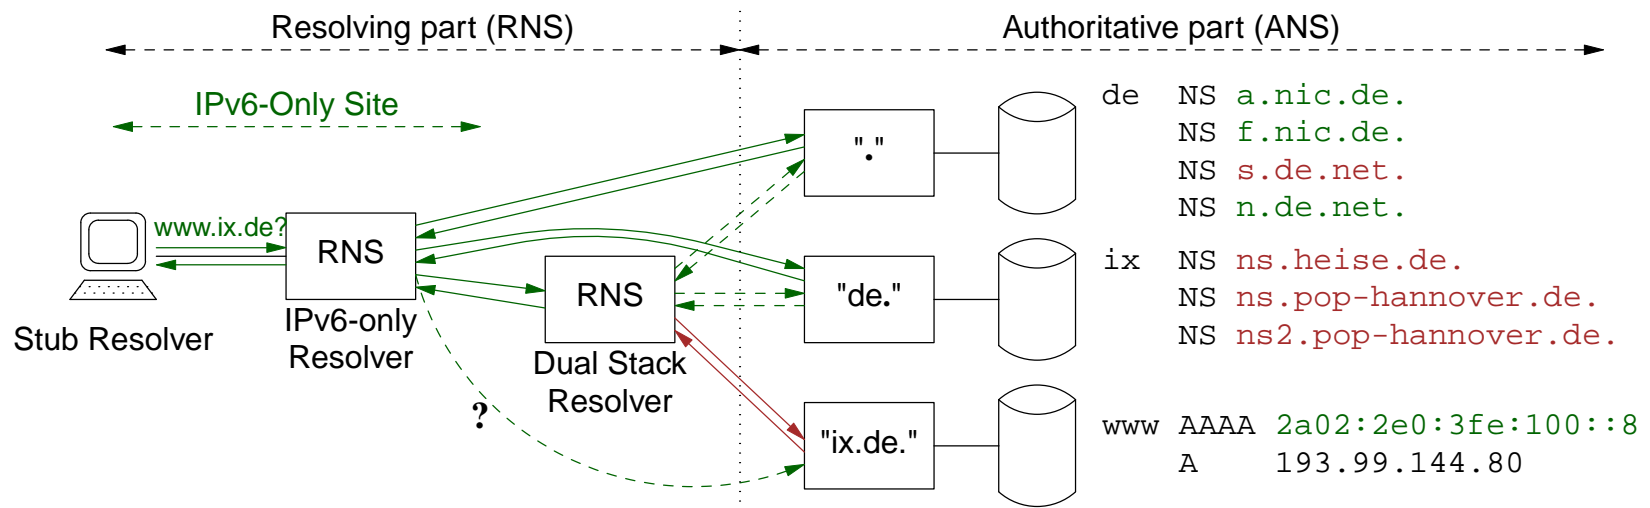 Resolving part (RNS)
Authoritative part (ANS)
IPv6-Only Site
www.ix.de?
Stub Resolver
RNS
IPv6-only
Resolver
RNS
Dual Stack
Resolver
?
"."
de NS a.nic.de.
NS f.nic.de.
NS s.de.net.
NS n.de.net.
"de."
ix NS ns.heise.de.
NS ns.pop-hannover.de.
NS ns2.pop-hannover.de.
"ix.de."
www AAAA 2a02:2e0:3fe:100::8
A 193.99.144.80